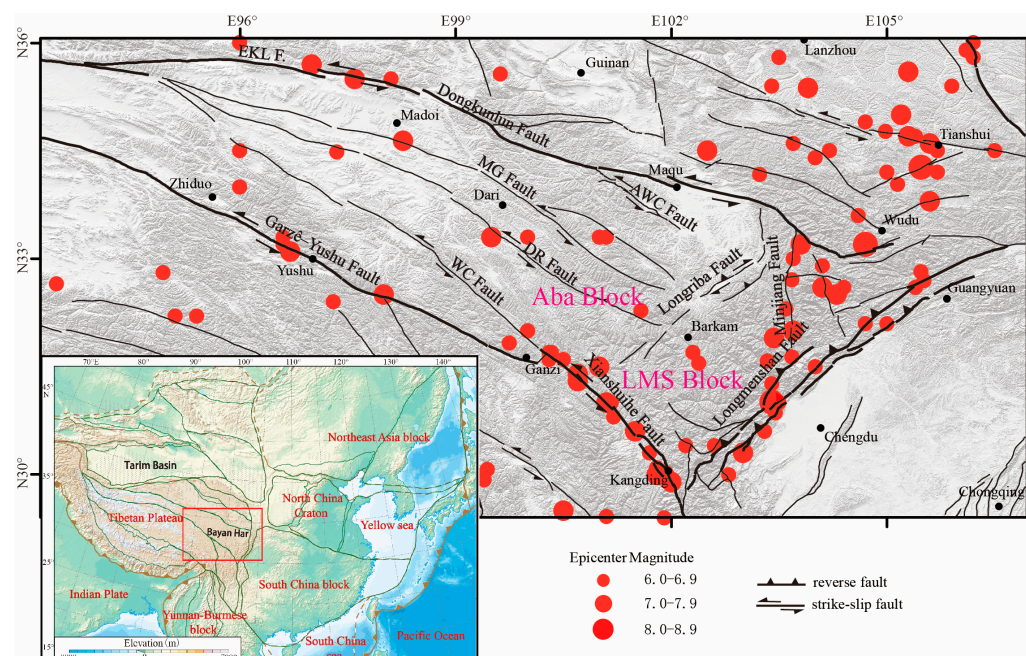 E96° E99° E102° E105°
N36°
N33°
N30°
EKL F.
Guinan
Lanzhou
Dongkunlun Fault
Madoi
Tianshui
MG Fault
Maqu
Zhiduo
Dari
AWC Fault
Wudu
Garzê-Yushu Fault
Yushu
DR Fault
WC Fault
Longriba Fault
Minjiang Fault
Guangyuan
Aba Block
Barkam
Ganzi
LMS Block
Xianshuihe Fault
Longmenshan Fault
Chengdu
Kangding
Chongqing
70°E 80° 90° 100° 110° 120° 130° 140°
45°
35°
25°
15°
Northeast Asia block
Tarim Basin
North China
Craton
Tibetan Plateau
Yellow sea
Bayan Har
South China block
Indian Plate
Yunnan-Burmese
block
South China
Pacific Ocean
Elevation (m)
Epicenter Magnitude
6.0-6.9
7.0-7.9
8.0-8.9
reverse fault
strike-slip fault